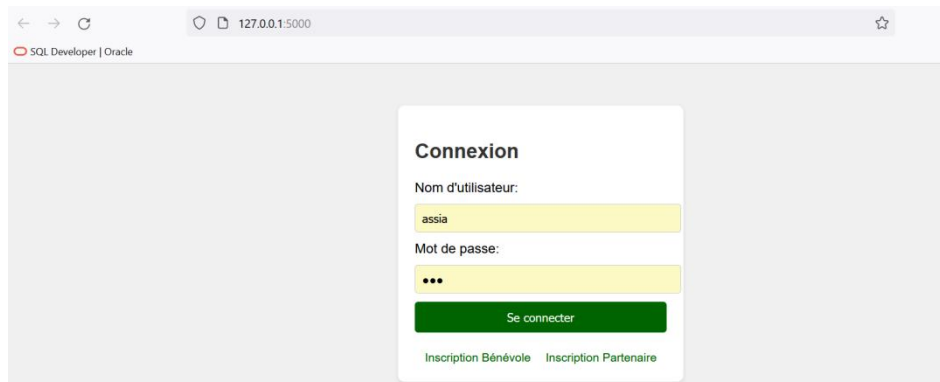 127.0.0.1:5000
SQL Developer | Oracle
Connexion
Nom d'utilisateur:
assia
Mot de passe:
•••
Se connecter
Inscription Bénévole Inscription Partenaire